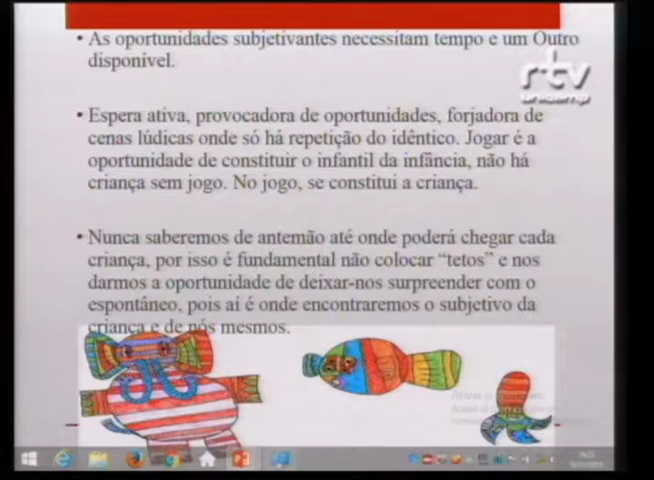 • As oportunidades subjetivantes necessitam tempo e um Outro
disponível.
rtv
unicamp
• Espera ativa, provocadora de oportunidades, forjadora de
cenas lúdicas onde só há repetição do idêntico. Jogar é a
oportunidade de constituir o infantil da infância, não há
criança sem jogo. No jogo, se constitui a criança.
• Nunca saberemos de antemão até onde poderá chegar cada
criança, por isso é fundamental não colocar “tetos” e nos
darmos a oportunidade de deixar-nos surpreender com o
espontâneo, pois aí é onde encontraremos o subjetivo da
criança e de nós mesmos.